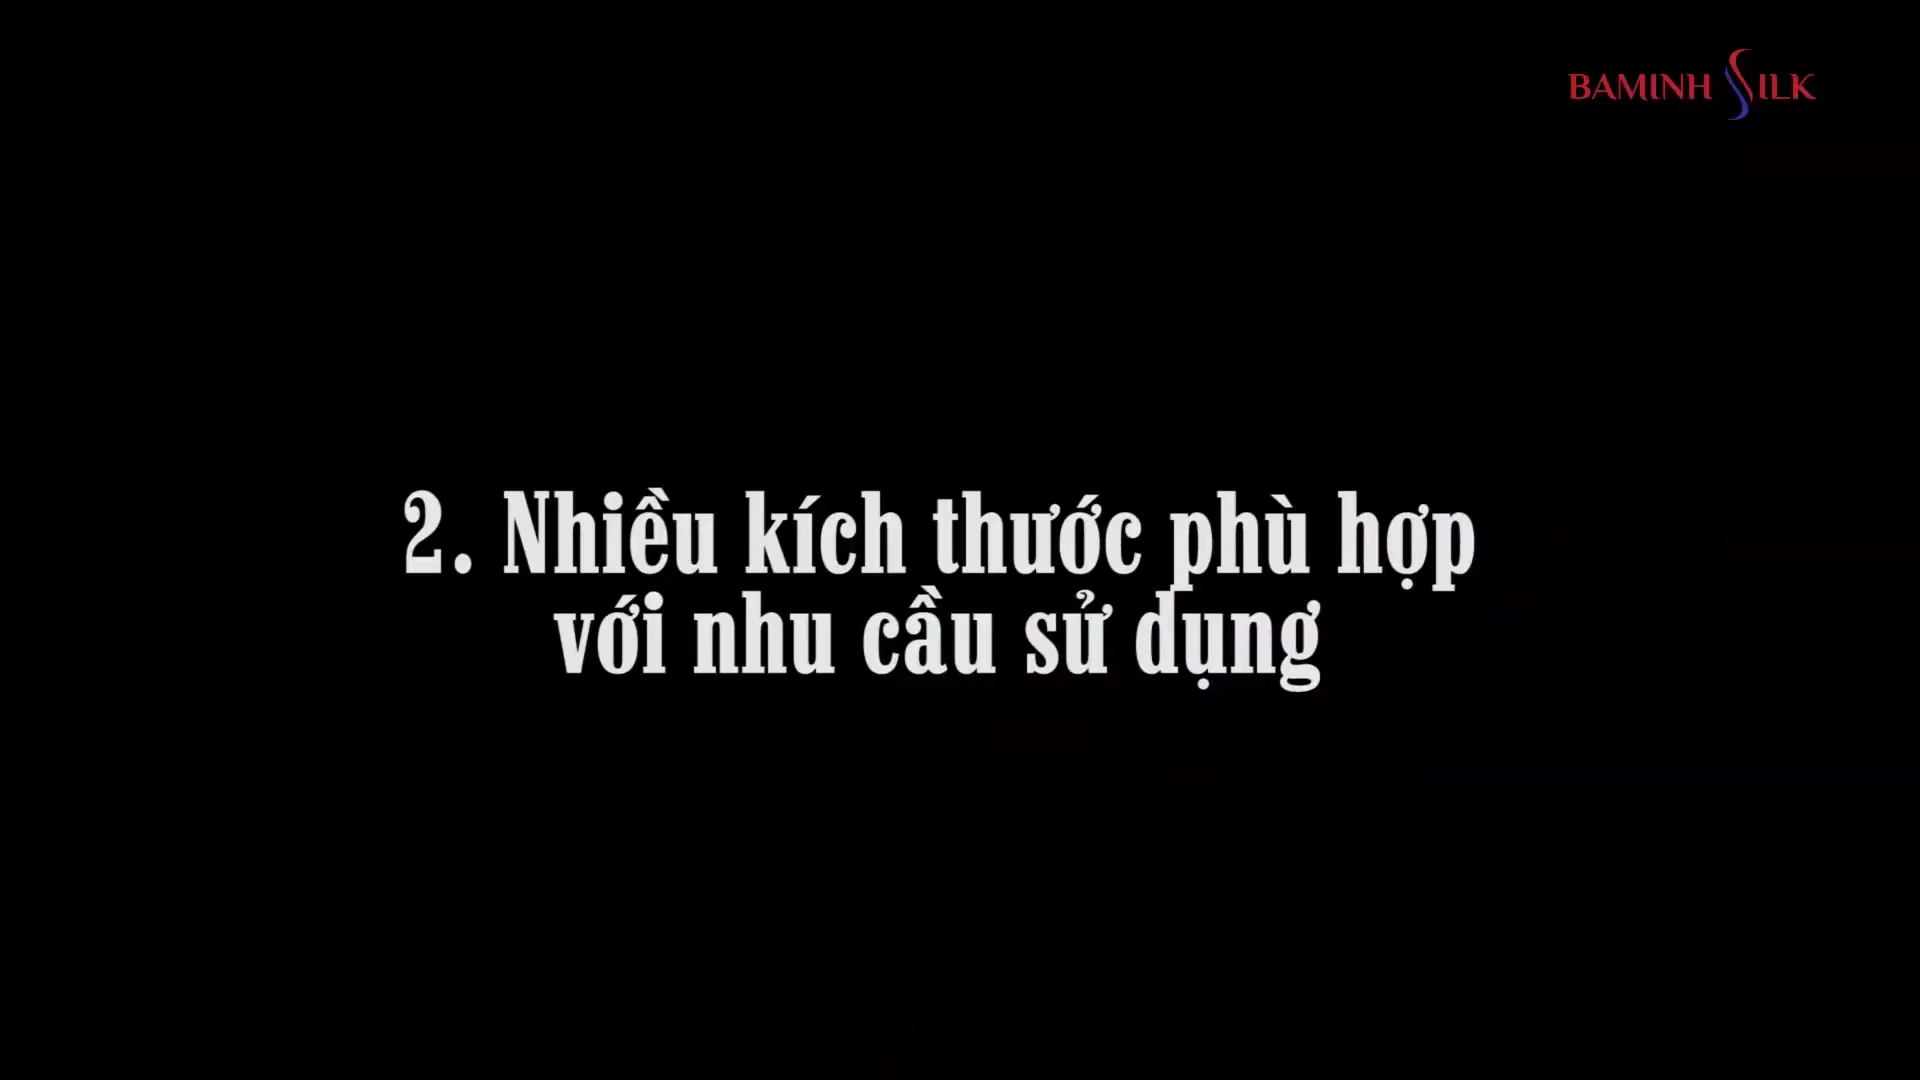 BAMINH SILK
2. Nhiều kích thước phù hợp
với nhu cầu sử dụng